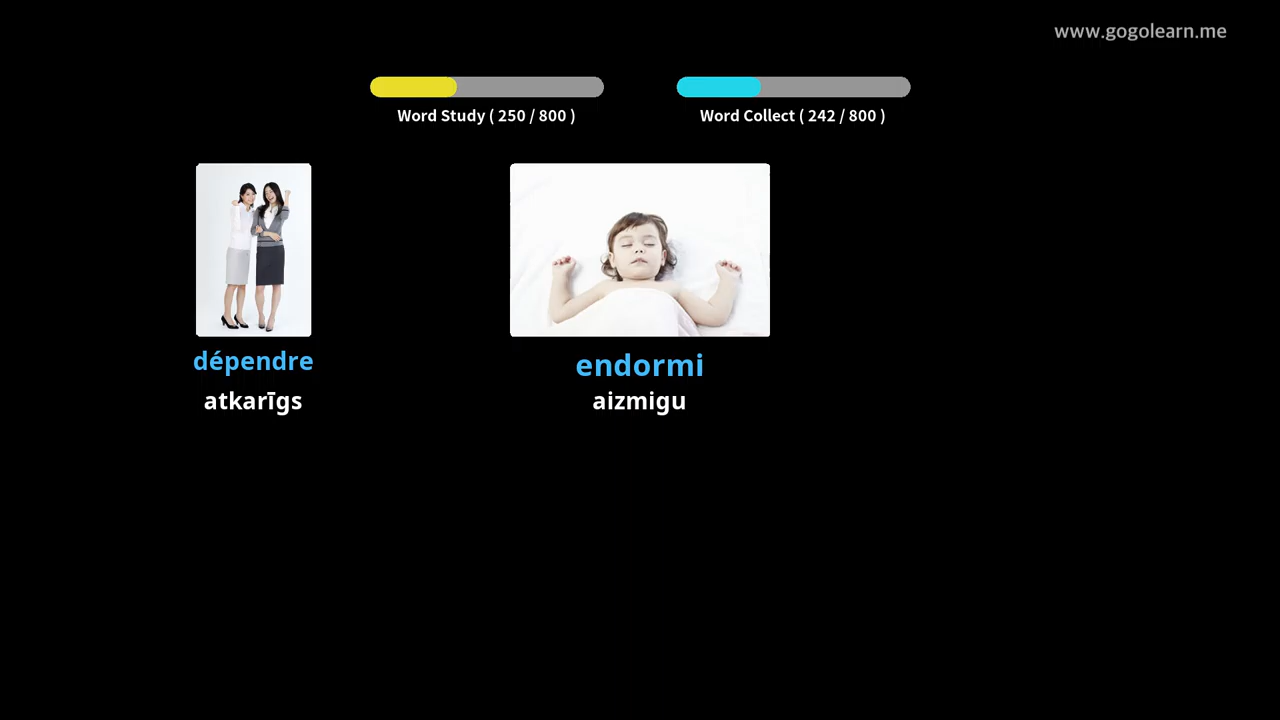 www.gogolearn.me
Word Study ( 250 / 800 )
Word Collect ( 242 / 800 )
dépendre
atkarīgs
endormi
aizmigu